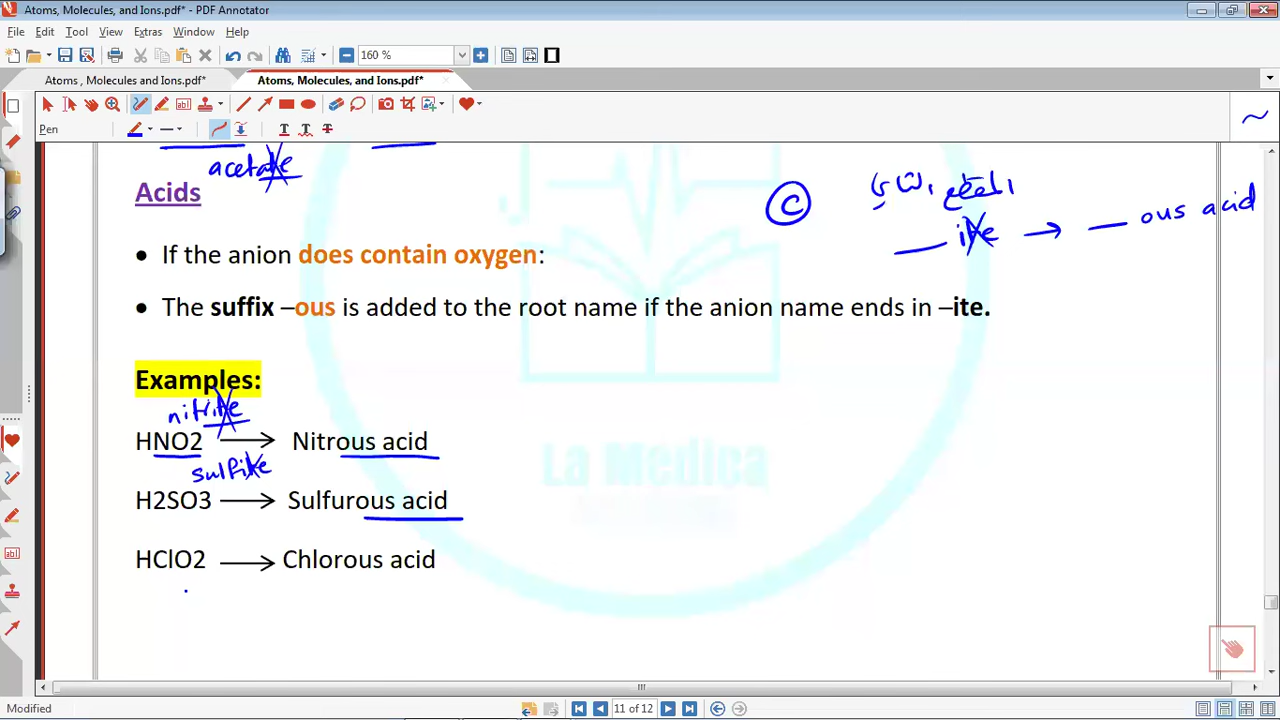 Atoms, Molecules, and Ions.pdf* - PDF Annotator
File Edit Tool View Extras Window Help
160 %
Atoms , Molecules and Ions.pdf* Atoms, Molecules, and Ions.pdf*
Pen
acetate
Acids
C
ite → ous acid
• If the anion does contain oxygen:
• The suffix –ous is added to the root name if the anion name ends in –ite.
Examples:
nitrite
HNO2 → Nitrous acid
sulfite
La Medica
H2SO3 → Sulfurous acid
HClO2 → Chlorous acid
Modified
11 of 12